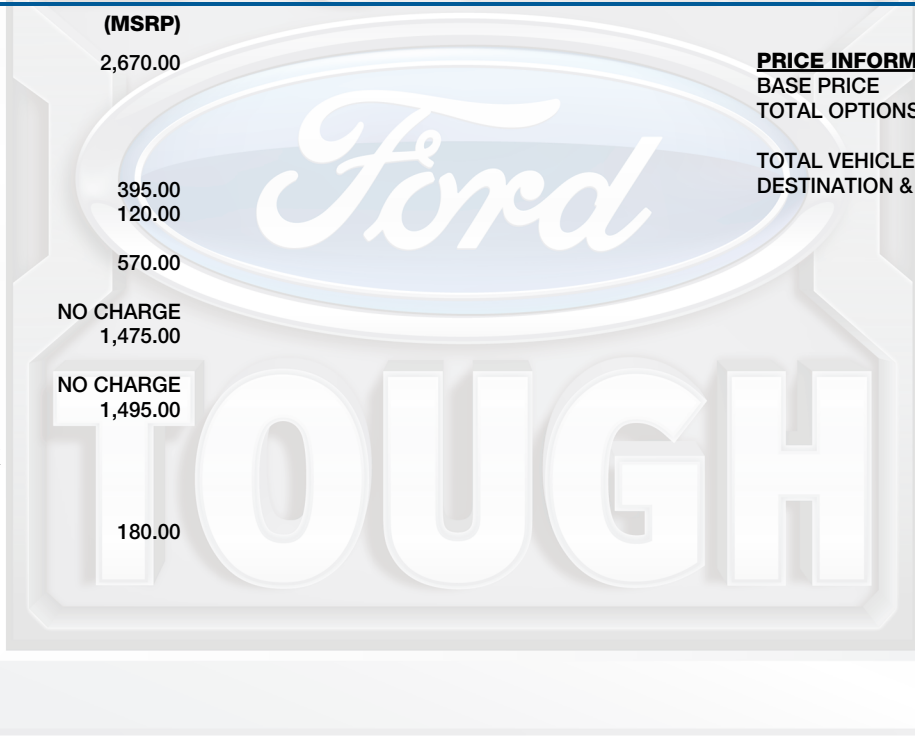 (MSRP)
2,670.00
395.00
120.00
570.00
NO CHARGE
1,475.00
NO CHARGE
1,495.00
180.00
PRICE INFORM
BASE PRICE
TOTAL OPTIONS
TOTAL VEHICLE
DESTINATION &
Ford
TOUGH